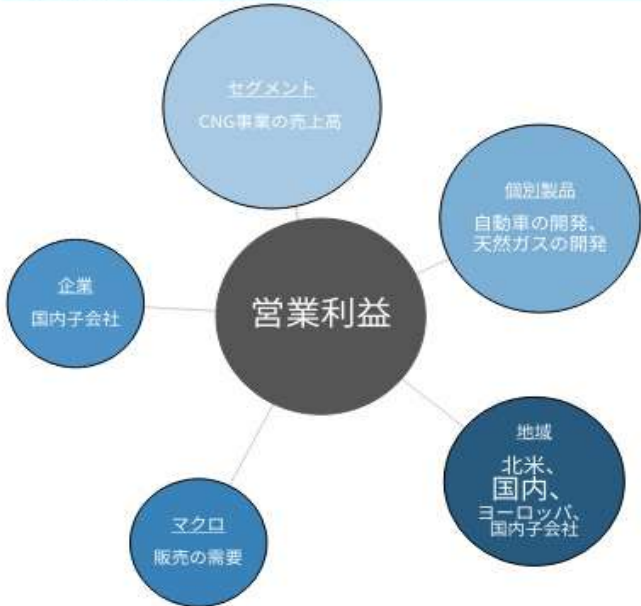 セグメント
CNG事業の売上高
個別製品
自動車の開発、
天然ガスの開発
企業
国内子会社
営業利益
地域
北米、
国内、
ヨーロッパ、
国内子会社
マクロ
販売の需要